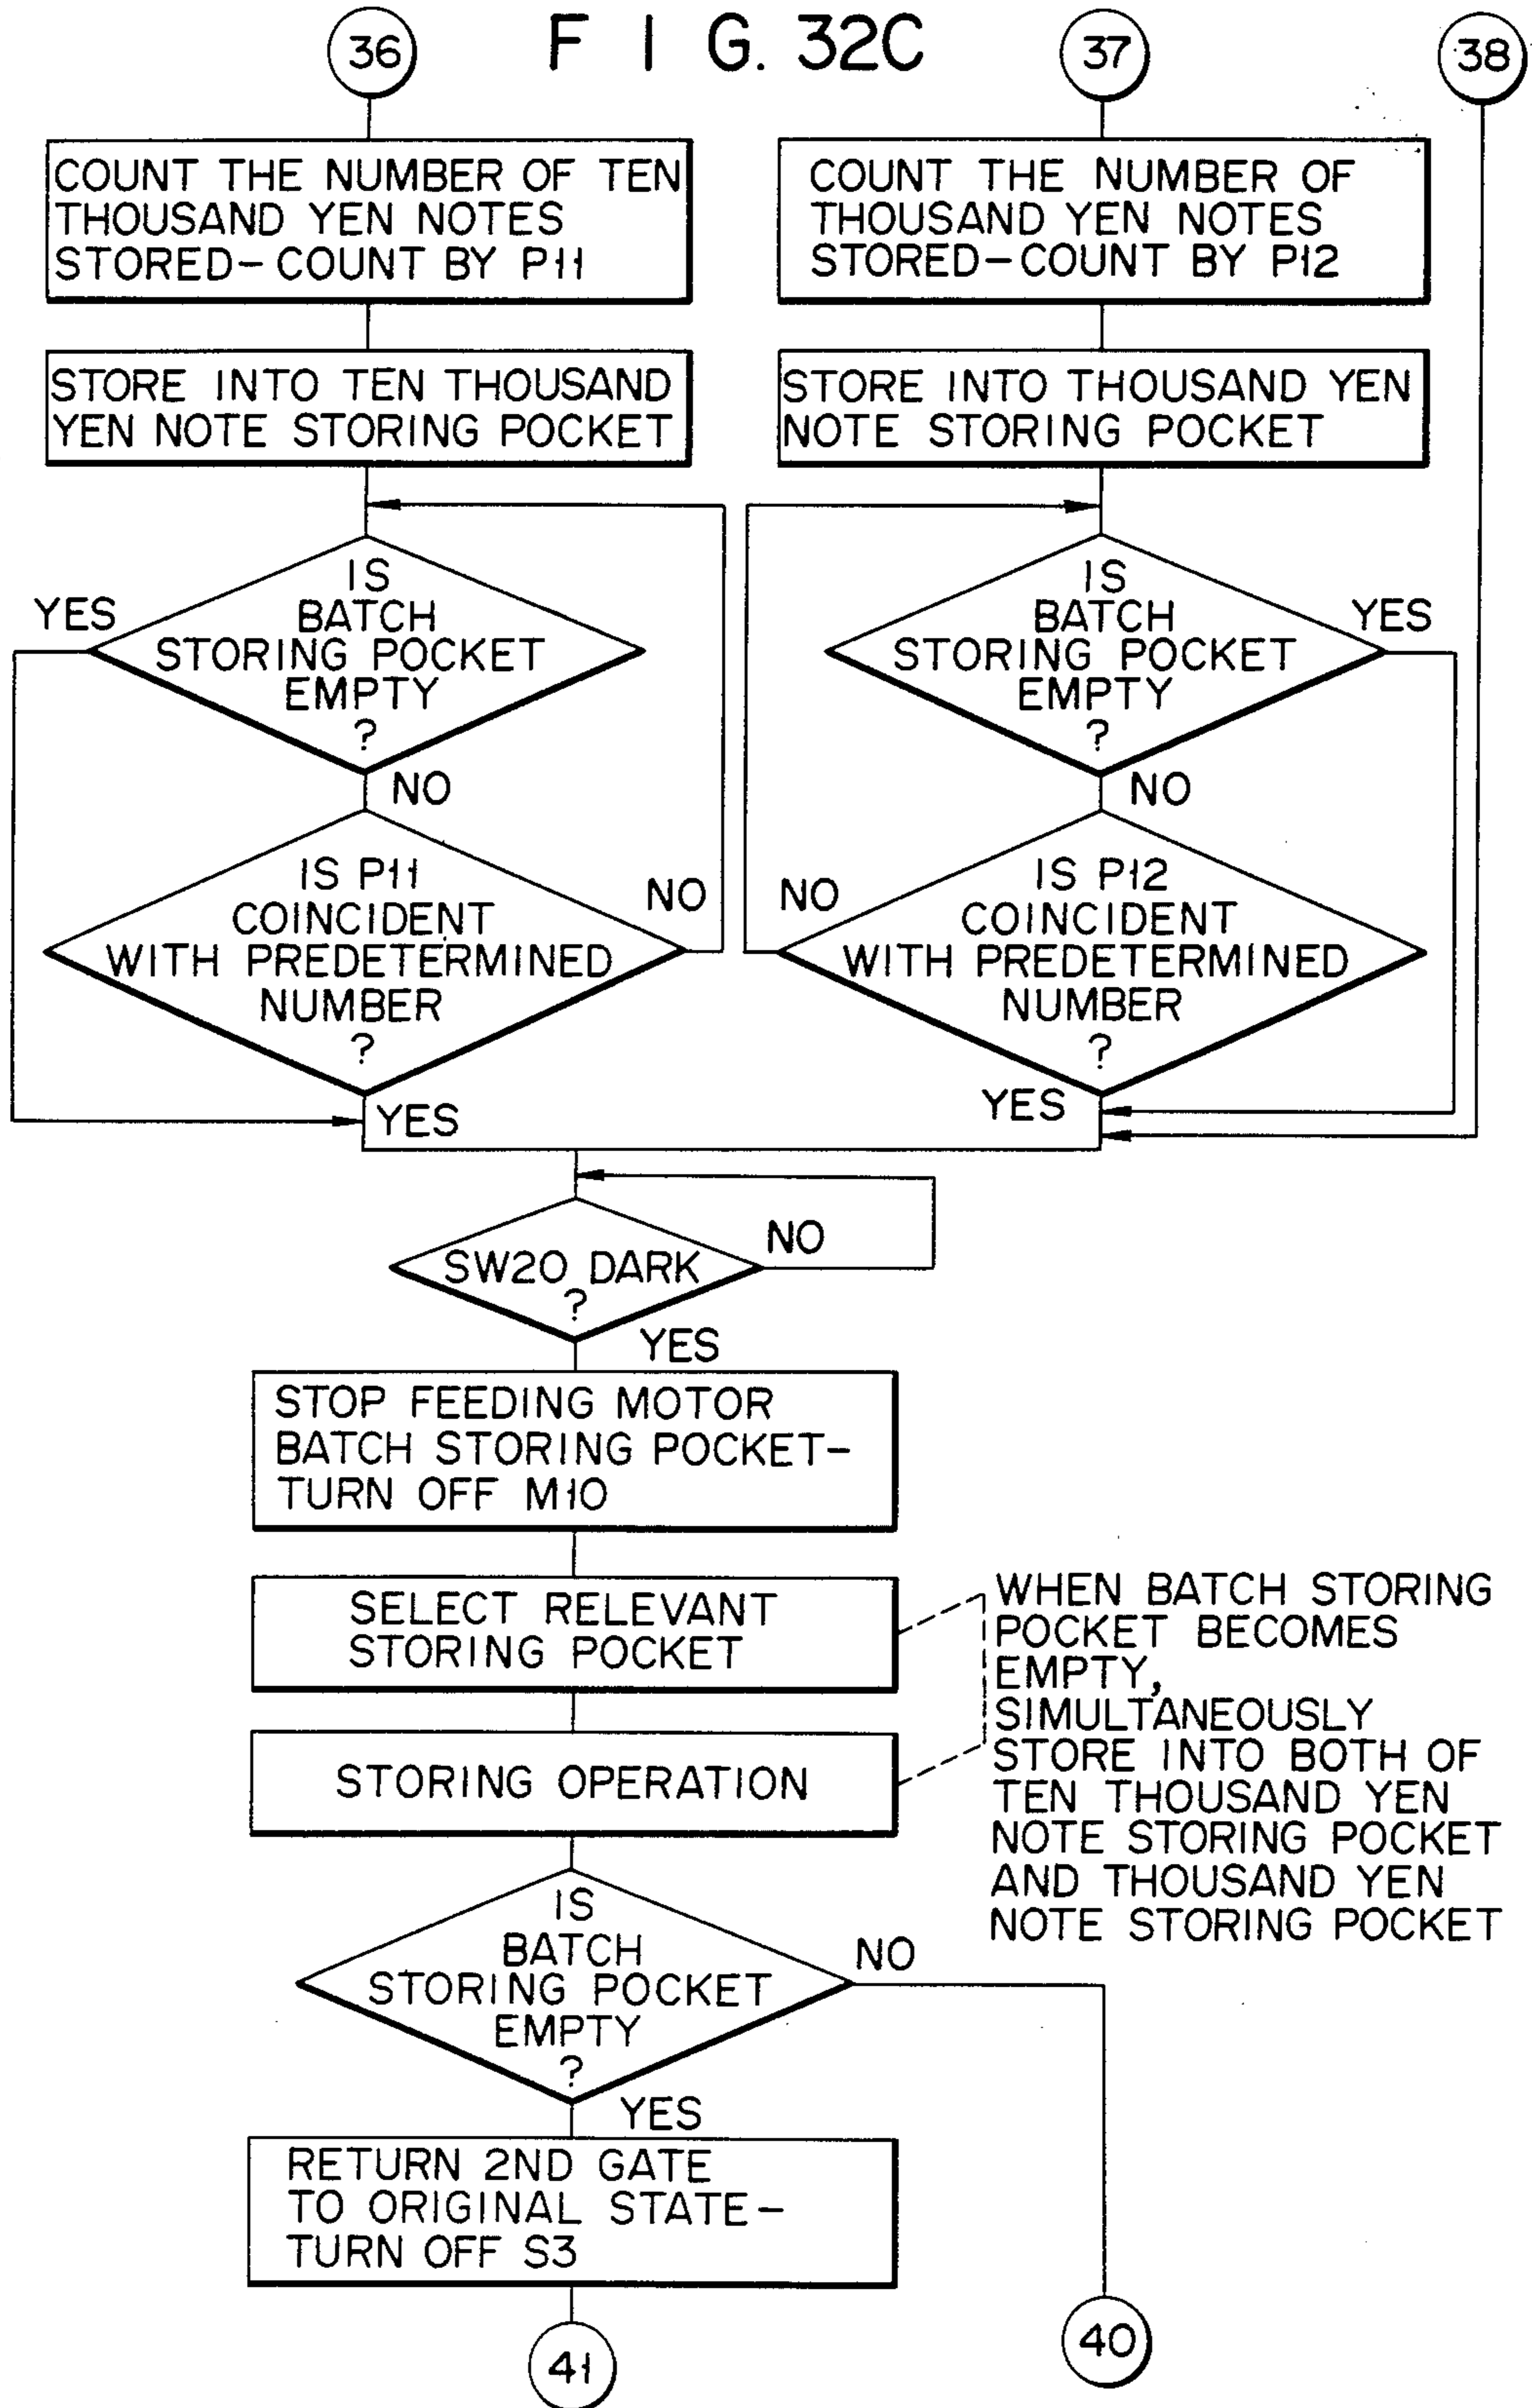 36
F I G. 32C
37
38
COUNT THE NUMBER OF TEN
THOUSAND YEN NOTES
STORED-COUNT BY P11
COUNT THE NUMBER OF
THOUSAND YEN NOTES
STORED-COUNT BY P12
STORE INTO TEN THOUSAND
YEN NOTE STORING POCKET
STORE INTO THOUSAND YEN
NOTE STORING POCKET
YES
IS
BATCH
STORING POCKET
EMPTY
?
NO
IS
BATCH
STORING POCKET
EMPTY
?
YES
NO
IS P11
COINCIDENT
WITH PREDETERMINED
NUMBER
?
NO
YES
NO
IS P12
COINCIDENT
WITH PREDETERMINED
NUMBER
?
YES
SW20 DARK
?
NO
YES
STOP FEEDING MOTOR
BATCH STORING POCKET-
TURN OFF M10
SELECT RELEVANT
STORING POCKET
STORING OPERATION
WHEN BATCH STORING
POCKET BECOMES
EMPTY,
SIMULTANEOUSLY
STORE INTO BOTH OF
TEN THOUSAND YEN
NOTE STORING POCKET
AND THOUSAND YEN
NOTE STORING POCKET
IS
BATCH
STORING POCKET
EMPTY
?
NO
YES
RETURN 2ND GATE
TO ORIGINAL STATE-
TURN OFF S3
41
40